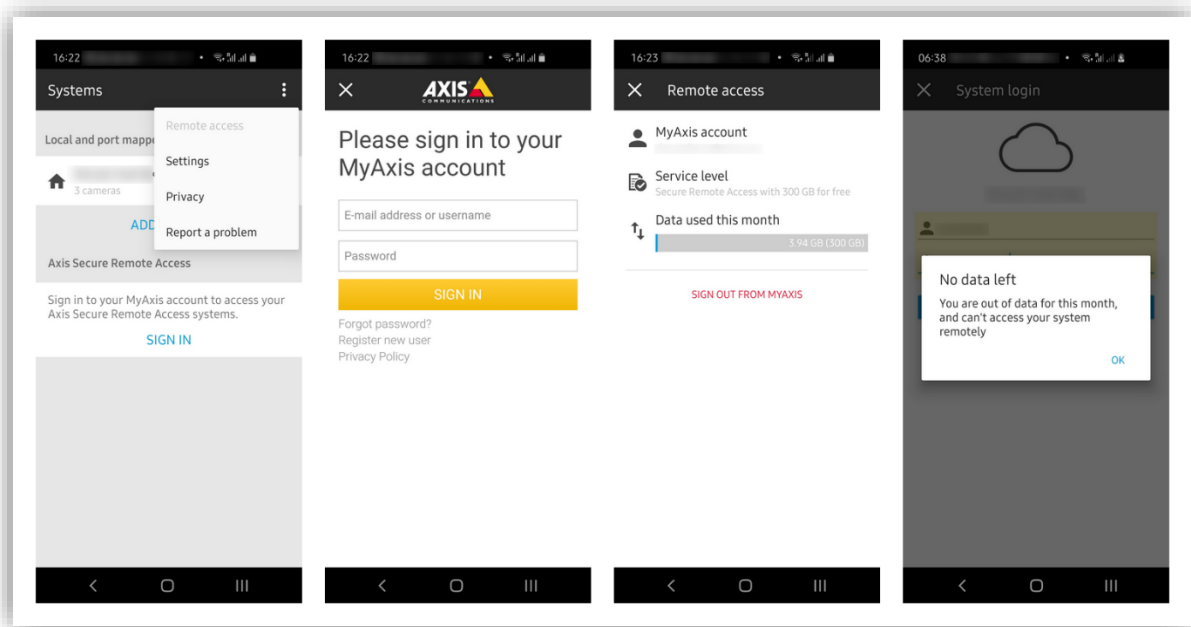 16:22
Systems
Remote access
Local and port mappe
Settings
3 cameras
Privacy
ADD
Report a problem
Axis Secure Remote Access
Sign in to your MyAxis account to access your
Axis Secure Remote Access systems.
SIGN IN
16:22
AXIS
COMMUNICATIONS
Please sign in to your
MyAxis account
E-mail address or username
Password
SIGN IN
Forgot password?
Register new user
Privacy Policy
16:23
Remote access
MyAxis account
Service level
Secure Remote Access with 300 GB for free
Data used this month
3.94 GB (300 GB)
SIGN OUT FROM MYAXIS
06:38
System login
No data left
You are out of data for this month,
and can't access your system
remotely
OK